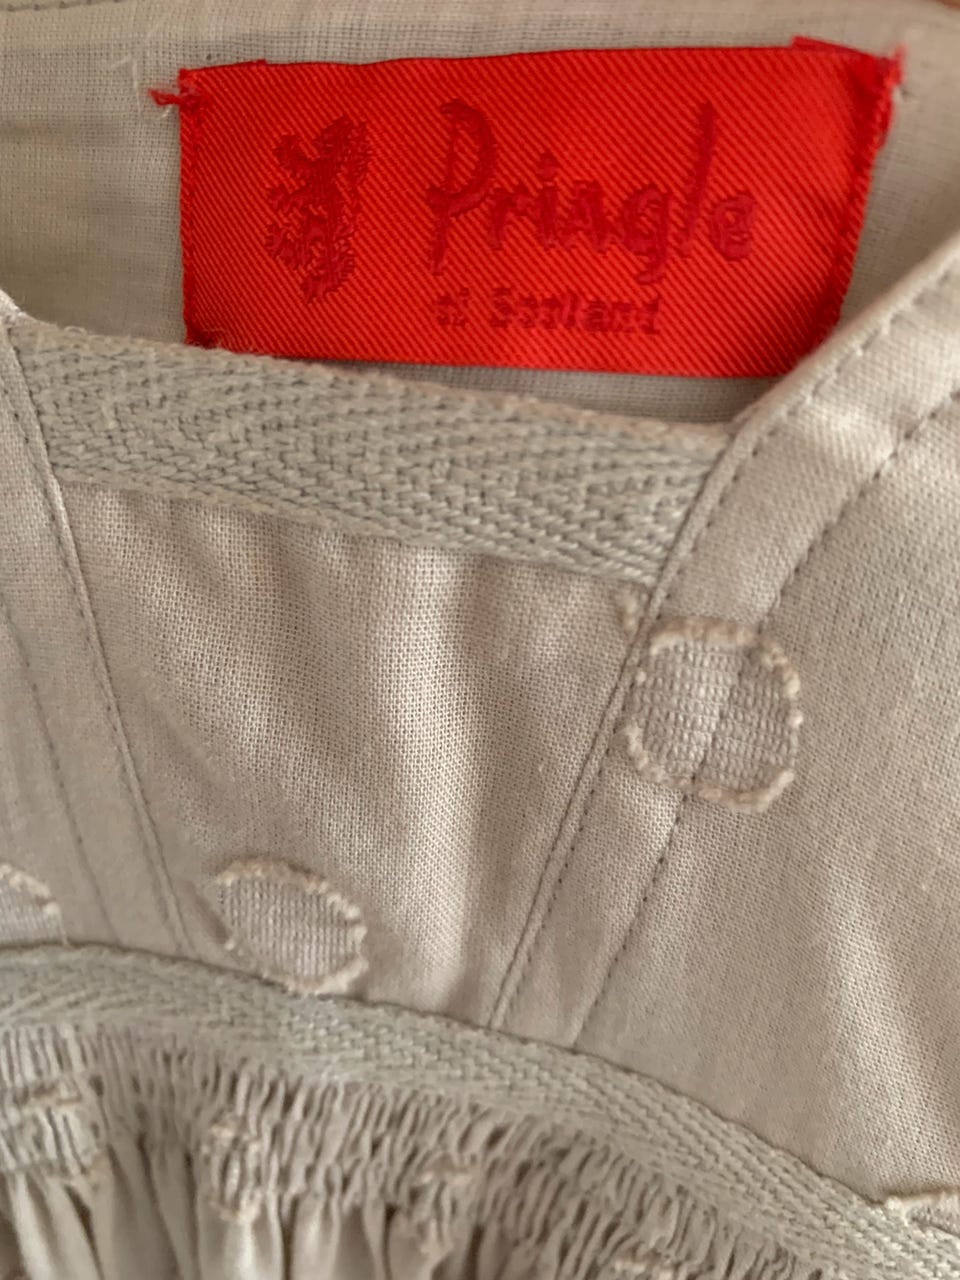 Pringle
of Scotland